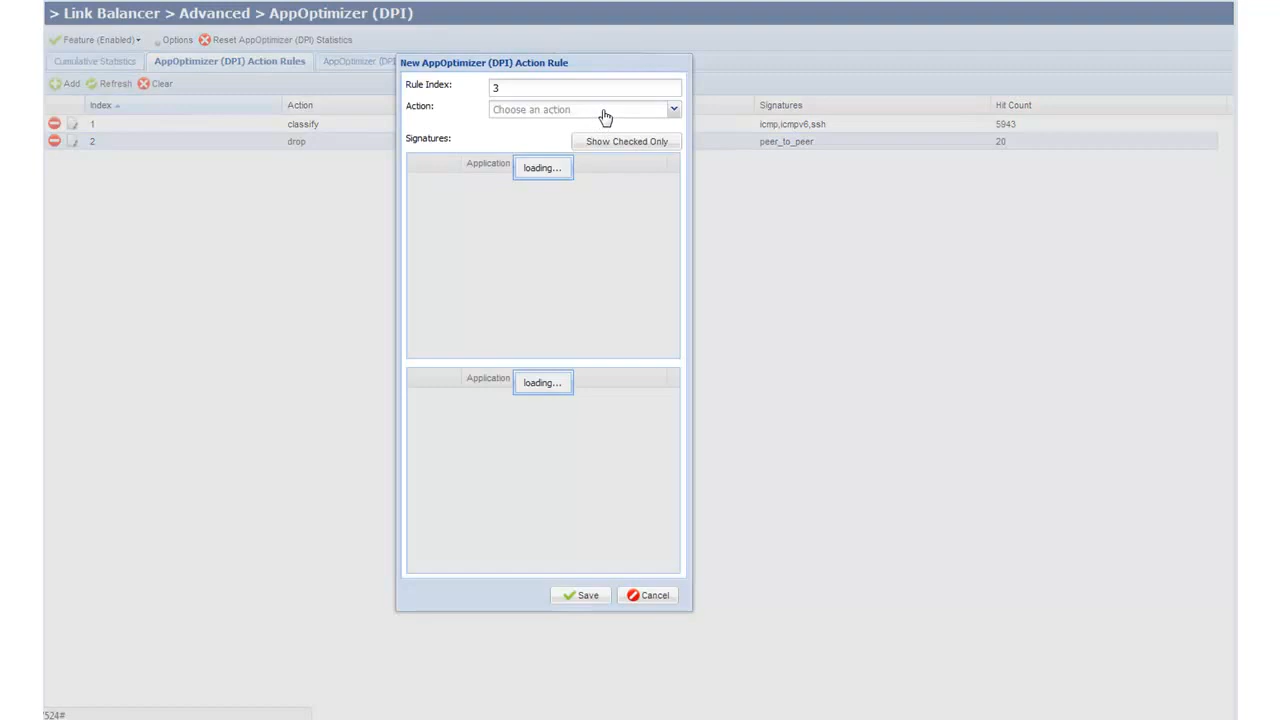 > Link Balancer > Advanced > AppOptimizer (DPI)
Feature (Enabled) Options Reset AppOptimizer (DPI) Statistics
Cumulative Statistics AppOptimizer (DPI) Action Rules AppOptimizer (DPI
Add Refresh Clear
Index Action Signatures Hit Count
1 classify icmp,icmpv6,ssh 5943
2 drop peer_to_peer 20
New AppOptimizer (DPI) Action Rule
Rule Index: 3
Action: Choose an action
Signatures: Show Checked Only
Application loading...
Application loading...
Save Cancel
524#